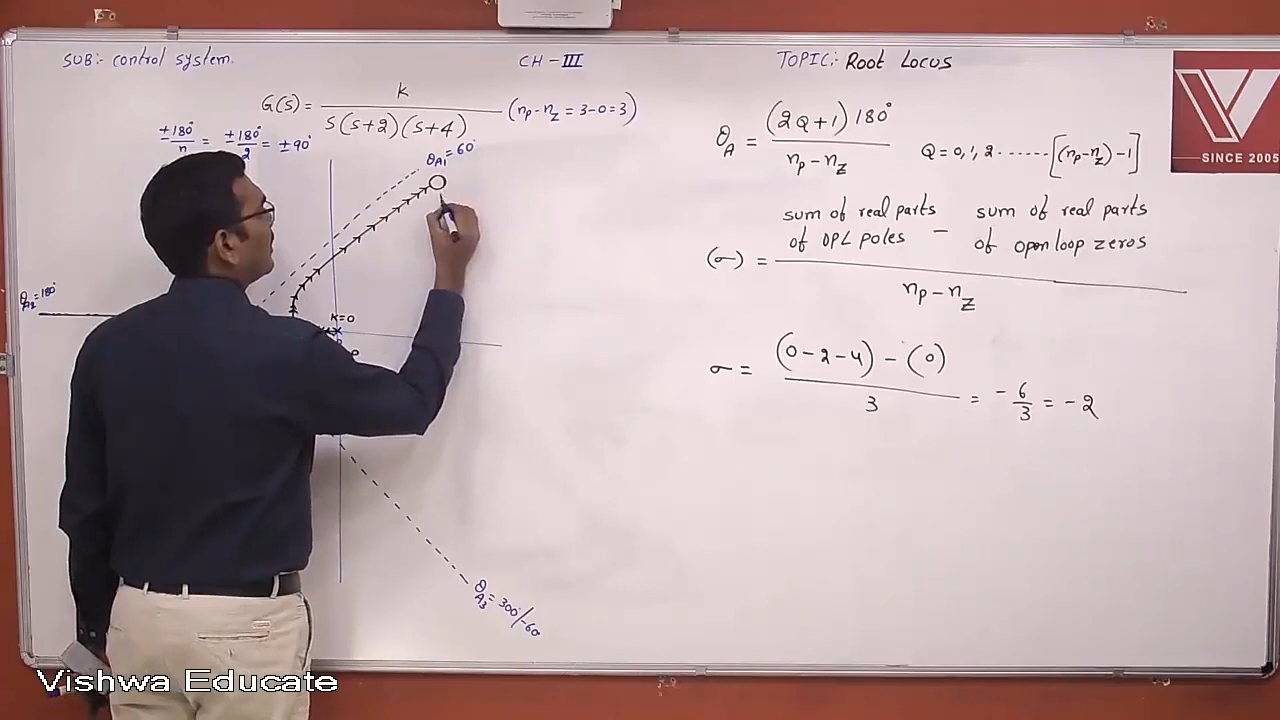 SUB:- control system.
CH - III
TOPIC: Root Locus
G(s) = K / s(s+2)(s+4) (np - nz = 3-0 = 3)
±180° / n = ±180° / 2 = ±90°
θA1 = 60°
θA2 = 180°
K=0
θA3 = 300/-60
θA = (2Q+1) 180° / np - nz
Q = 0, 1, 2 ...... [(np - nz) - 1]
(σ) = sum of real parts of OPL poles - sum of real parts of open loop zeros / np - nz
σ = (0-2-4) - (0) / 3 = -6/3 = -2
SINCE 2005
Vishwa Educate